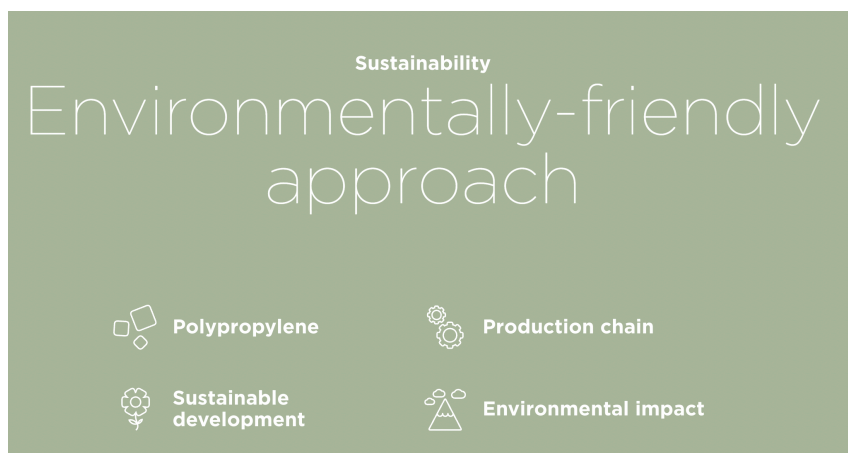 Sustainability
Environmentally-friendly
approach
Polypropylene
Production chain
Sustainable
development
Environmental impact